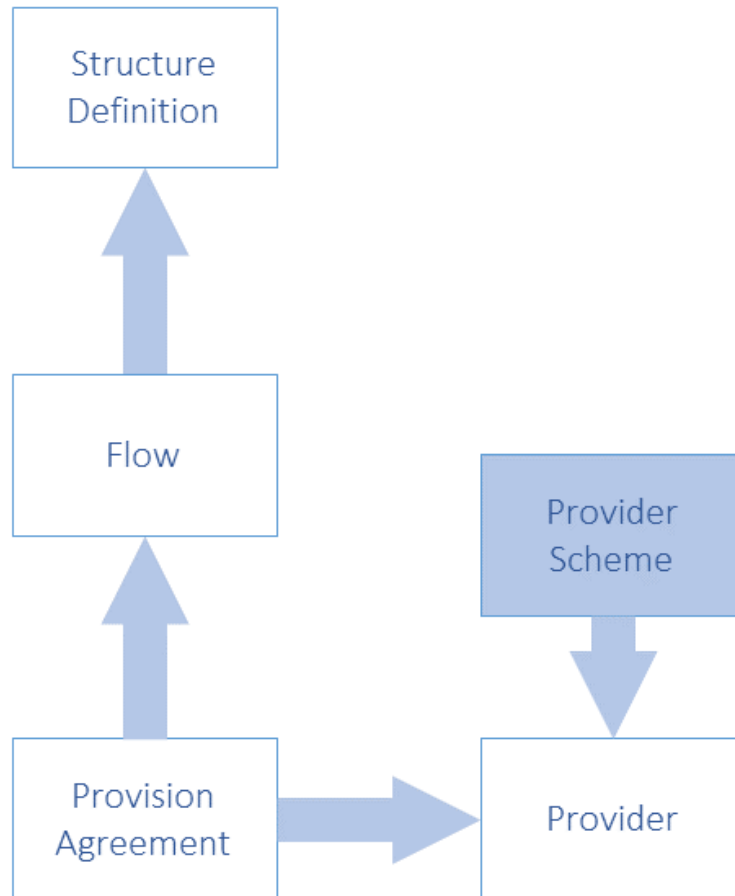 Structure
Definition
Flow
Provider
Scheme
Provision
Agreement
Provider